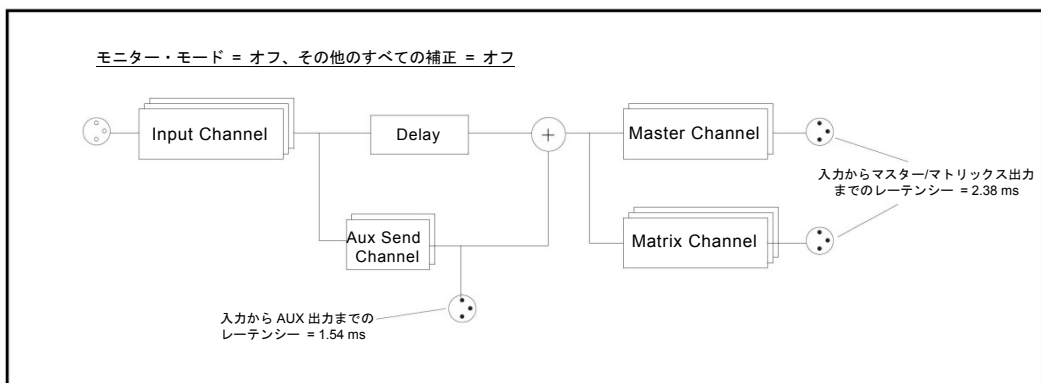 モニター・モード = オフ、その他のすべての補正 = オフ
Input Channel
Delay
+
Master Channel
入力からマスター/マトリックス出力
までのレーテンシー = 2.38 ms
Aux Send
Channel
Matrix Channel
入力から AUX 出力までの
レーテンシー = 1.54 ms